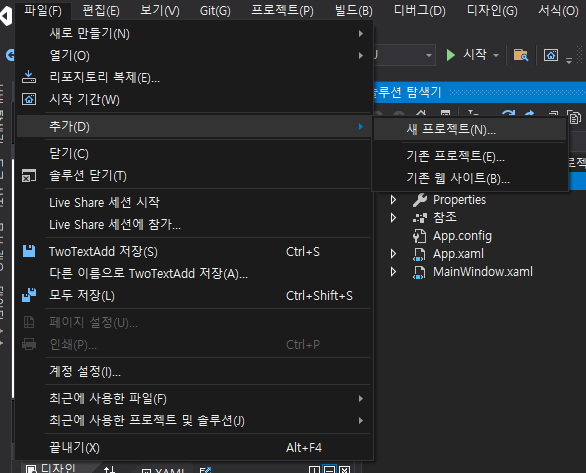 파일(F) 편집(E) 보기(V) Git(G) 프로젝트(P) 빌드(B) 디버그(D) 디자인(G) 서식(O)
새로 만들기(N)
열기(O)
리포지토리 복제(E)...
시작 기간(W)
추가(D)
닫기(C)
솔루션 닫기(T)
Live Share 세션 시작
Live Share 세션에 참가...
TwoTextAdd 저장(S) Ctrl+S
다른 이름으로 TwoTextAdd 저장(A)...
모두 저장(L) Ctrl+Shift+S
페이지 설정(U)...
인쇄(P)... Ctrl+P
계정 설정(I)...
최근에 사용한 파일(F)
최근에 사용한 프로젝트 및 솔루션(J)
끝내기(X) Alt+F4
시작
솔루션 탐색기
새 프로젝트(N)...
기존 프로젝트(E)...
기존 웹 사이트(B)...
Properties
참조
App.config
App.xaml
MainWindow.xaml
디자인 XAML